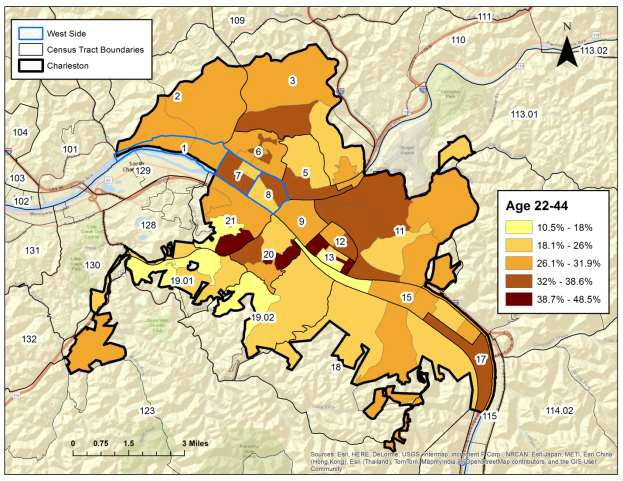 West Side
Census Tract Boundaries
Charleston
109
111
110
N
113.02
113.01
104
101
103
102
129
128
131
130
132
123
2
3
1
6
7
5
8
21
9
11
12
20
13
19.01
19.02
15
18
17
115
114.02
Age 22-44
10.5% - 18%
18.1% - 26%
26.1% - 31.9%
32% - 38.6%
38.7% - 48.5%
0 0.75 1.5 3 Miles
Sources: Esri, HERE, DeLorme, USGS, Intermap, increment P Corp., NRCAN, Esri Japan, METI, Esri China
(Hong Kong), Esri (Thailand), TomTom, MapmyIndia, © OpenStreetMap contributors, and the GIS User
Community